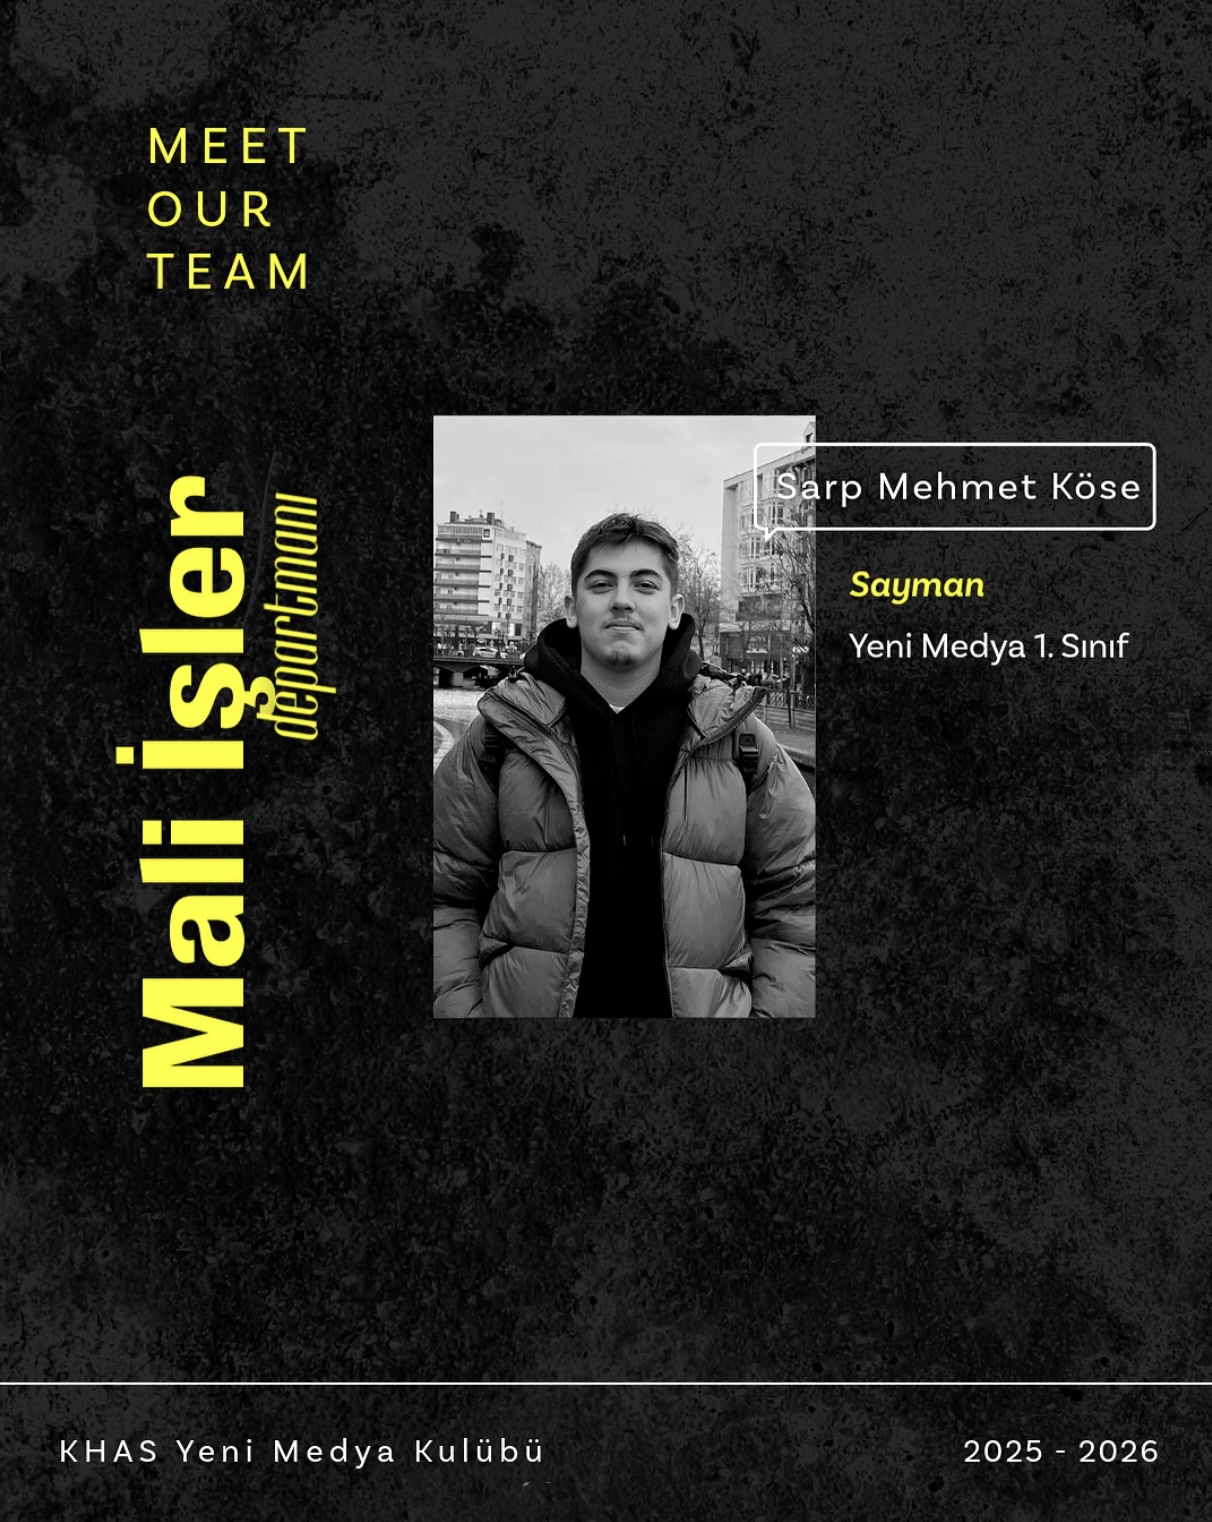 MEET
OUR
TEAM
Mali işler
departmanı
Sarp Mehmet Köse
Sayman
Yeni Medya 1. Sınıf
KHAS Yeni Medya Kulübü
2025 - 2026